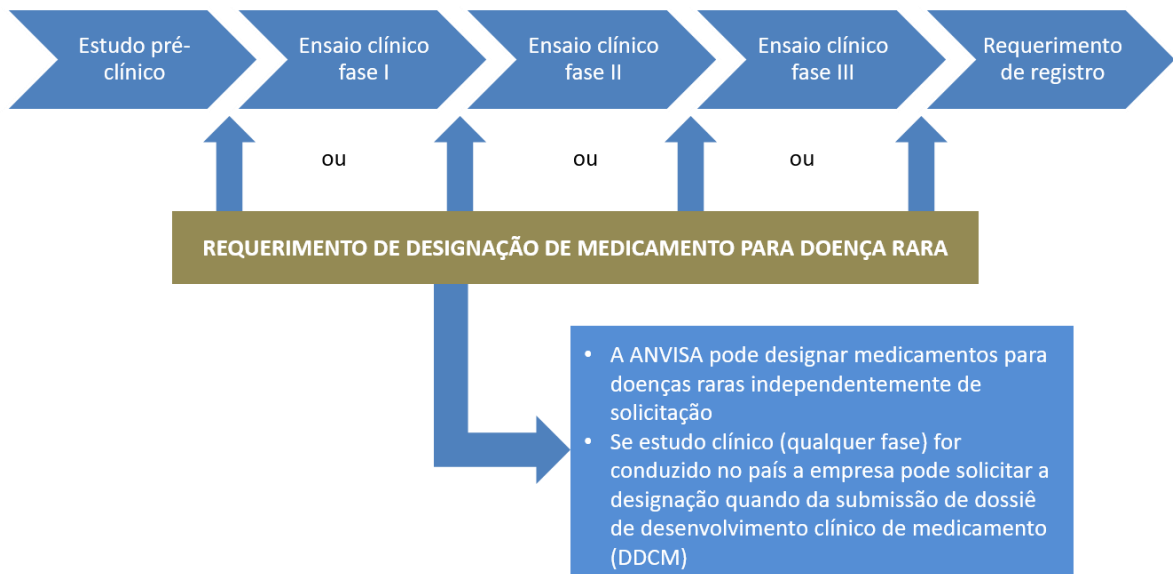 Estudo pré-
clínico
Ensaio clínico
fase I
Ensaio clínico
fase II
Ensaio clínico
fase III
Requerimento
de registro
ou
ou
ou
REQUERIMENTO DE DESIGNAÇÃO DE MEDICAMENTO PARA DOENÇA RARA
• A ANVISA pode designar medicamentos para
doenças raras independentemente de
solicitação
• Se estudo clínico (qualquer fase) for
conduzido no país a empresa pode solicitar a
designação quando da submissão de dossiê
de desenvolvimento clínico de medicamento
(DDCM)